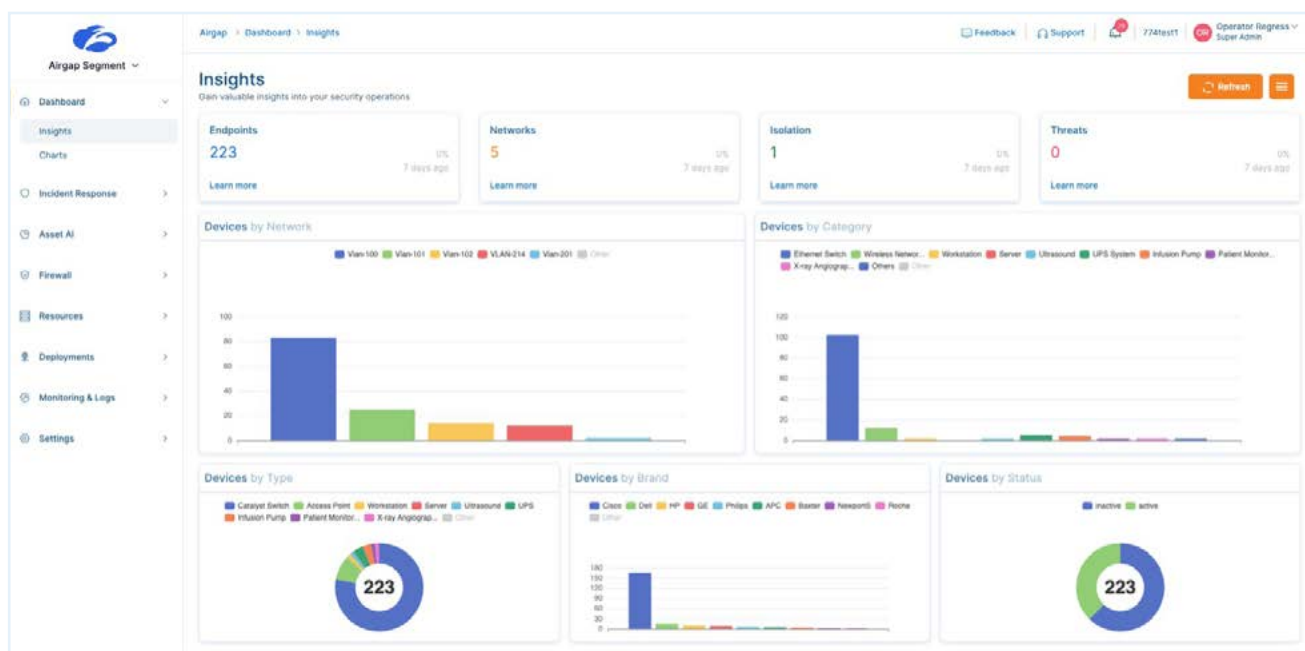 Airgap Segment
Dashboard
Insights
Charts
Incident Response
Asset AI
Firewall
Resources
Deployments
Monitoring & Logs
Settings
Airgap > Dashboard > Insights
Feedback
Support
774test1
OR
Operator Regress
Super Admin
Insights
Gain valuable insights into your security operations
Refresh
Endpoints
223
0%
7 days ago
Learn more
Networks
5
0%
7 days ago
Learn more
Isolation
1
0%
7 days ago
Learn more
Threats
0
0%
7 days ago
Learn more
Devices by Network
Vlan-100 Vlan-101 Vlan-102 VLAN-214 Vlan-201 Other
100
80
60
40
20
0
Devices by Category
Ethernet Switch Wireless Networ... Workstation Server Ultrasound UPS System Infusion Pump Patient Monitor...
X-ray Angiograp... Others Other
120
100
80
60
40
20
0
Devices by Type
Catalyst Switch Access Point Workstation Server Ultrasound UPS
Infusion Pump Patient Monitor... X-ray Angiograp... Other
223
Devices by Brand
Cisco Dell HP GE Philips APC Baxter Newport5 Roche
Other
180
150
120
90
60
30
0
Devices by Status
inactive active
223